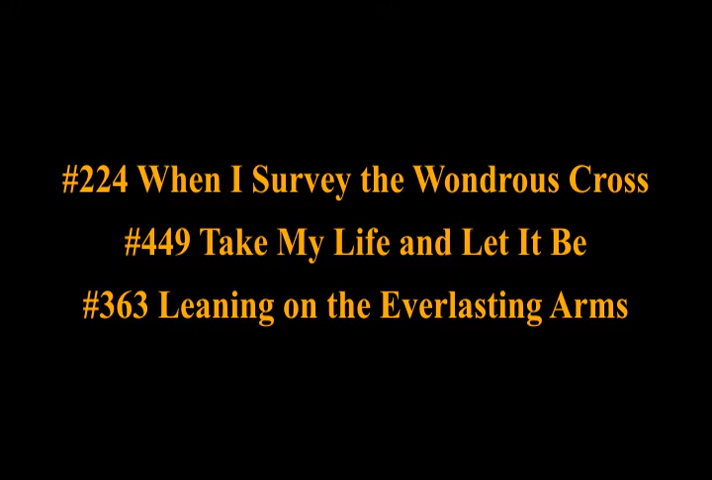 #224 When I Survey the Wondrous Cross
#449 Take My Life and Let It Be
#363 Leaning on the Everlasting Arms